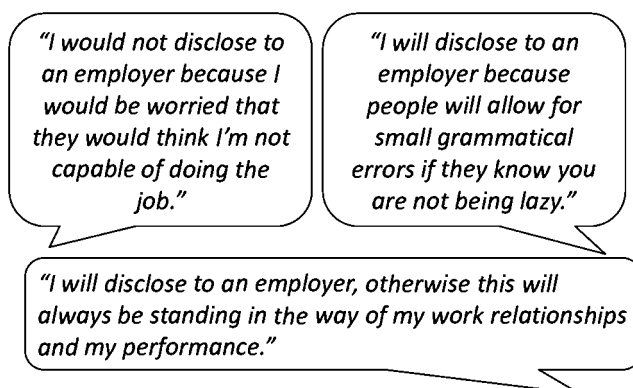 “I would not disclose to
an employer because I
would be worried that
they would think I’m not
capable of doing the
job.”
“I will disclose to an
employer because
people will allow for
small grammatical
errors if they know you
are not being lazy.”
“I will disclose to an employer, otherwise this will
always be standing in the way of my work relationships
and my performance.”